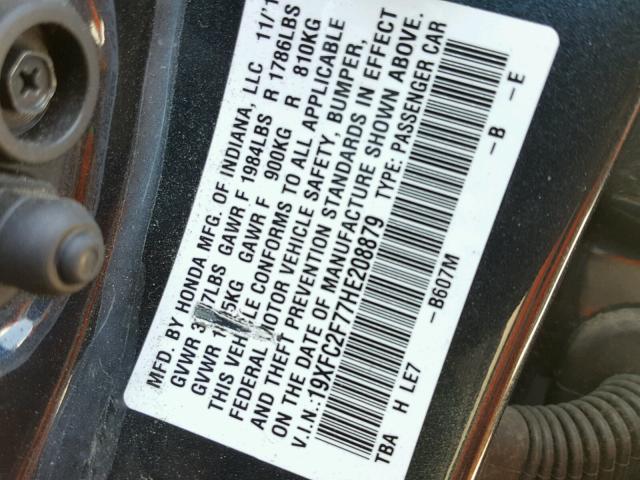 MFD. BY HONDA MFG. OF INDIANA, LLC 11/1
GVWR LBS GAWR F 1984LBS R 1786LBS
GVWR KG GAWR F 900KG R 810KG
THIS CONFORMS TO ALL APPLICABLE
FEDERAL MOTOR VEHICLE SAFETY, BUMPER,
AND THEFT PREVENTION STANDARDS IN EFFECT
ON THE DATE OF MANUFACTURE SHOWN ABOVE.
V.I.N.:19XFC2F77HE208879 TYPE: PASSENGER CAR
TBA H LE7 -B607M -B -E